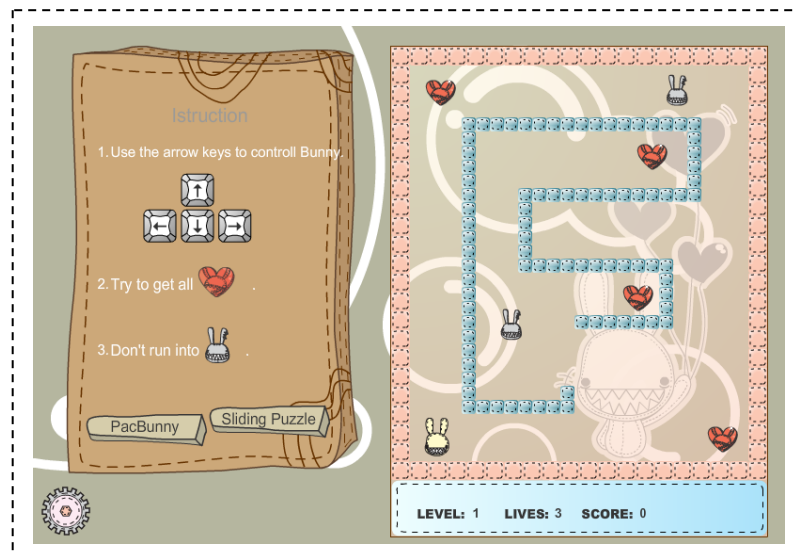 Istruction
1. Use the arrow keys to controll Bunny.
2. Try to get all .
3. Don't run into .
PacBunny
Sliding Puzzle
LEVEL: 1 LIVES: 3 SCORE: 0